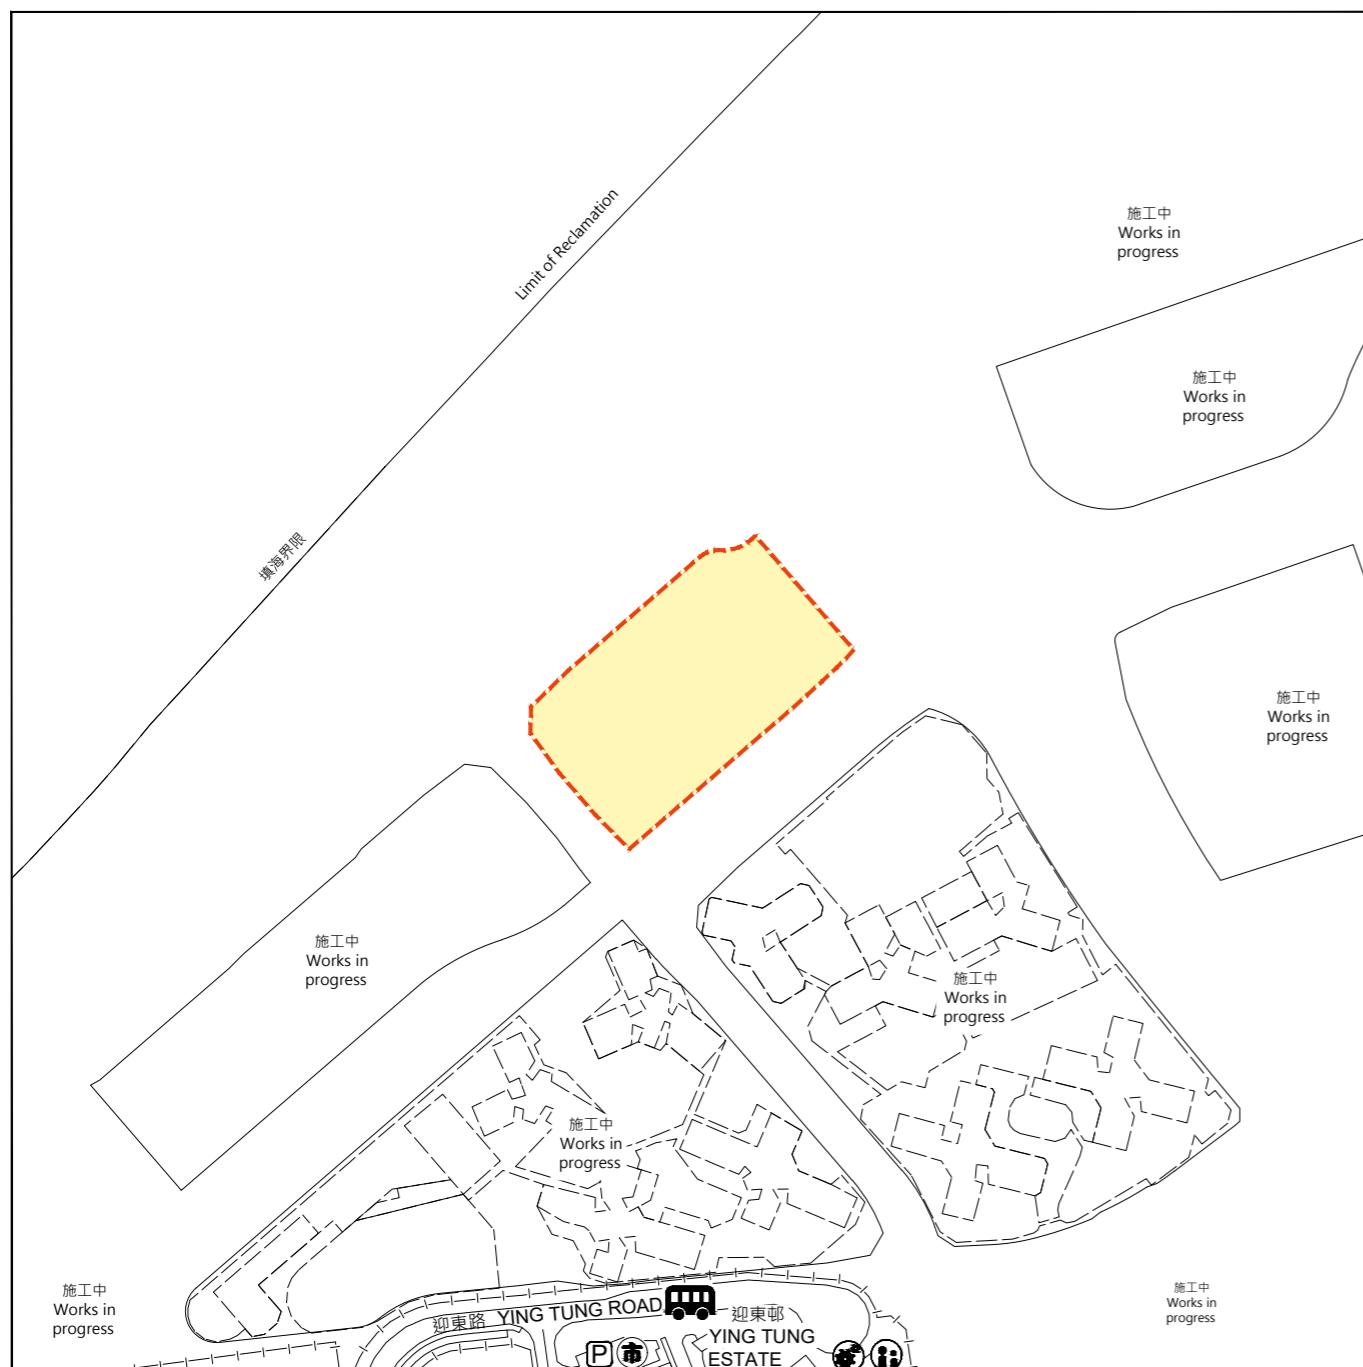 Limit of Reclamation
填海界限
施工中
Works in
progress
施工中
Works in
progress
施工中
Works in
progress
施工中
Works in
progress
施工中
Works in
progress
施工中
Works in
progress
施工中
Works in
progress
施工中
Works in
progress
迎東路 YING TUNG ROAD
迎東邨
YING TUNG
ESTATE
P
市